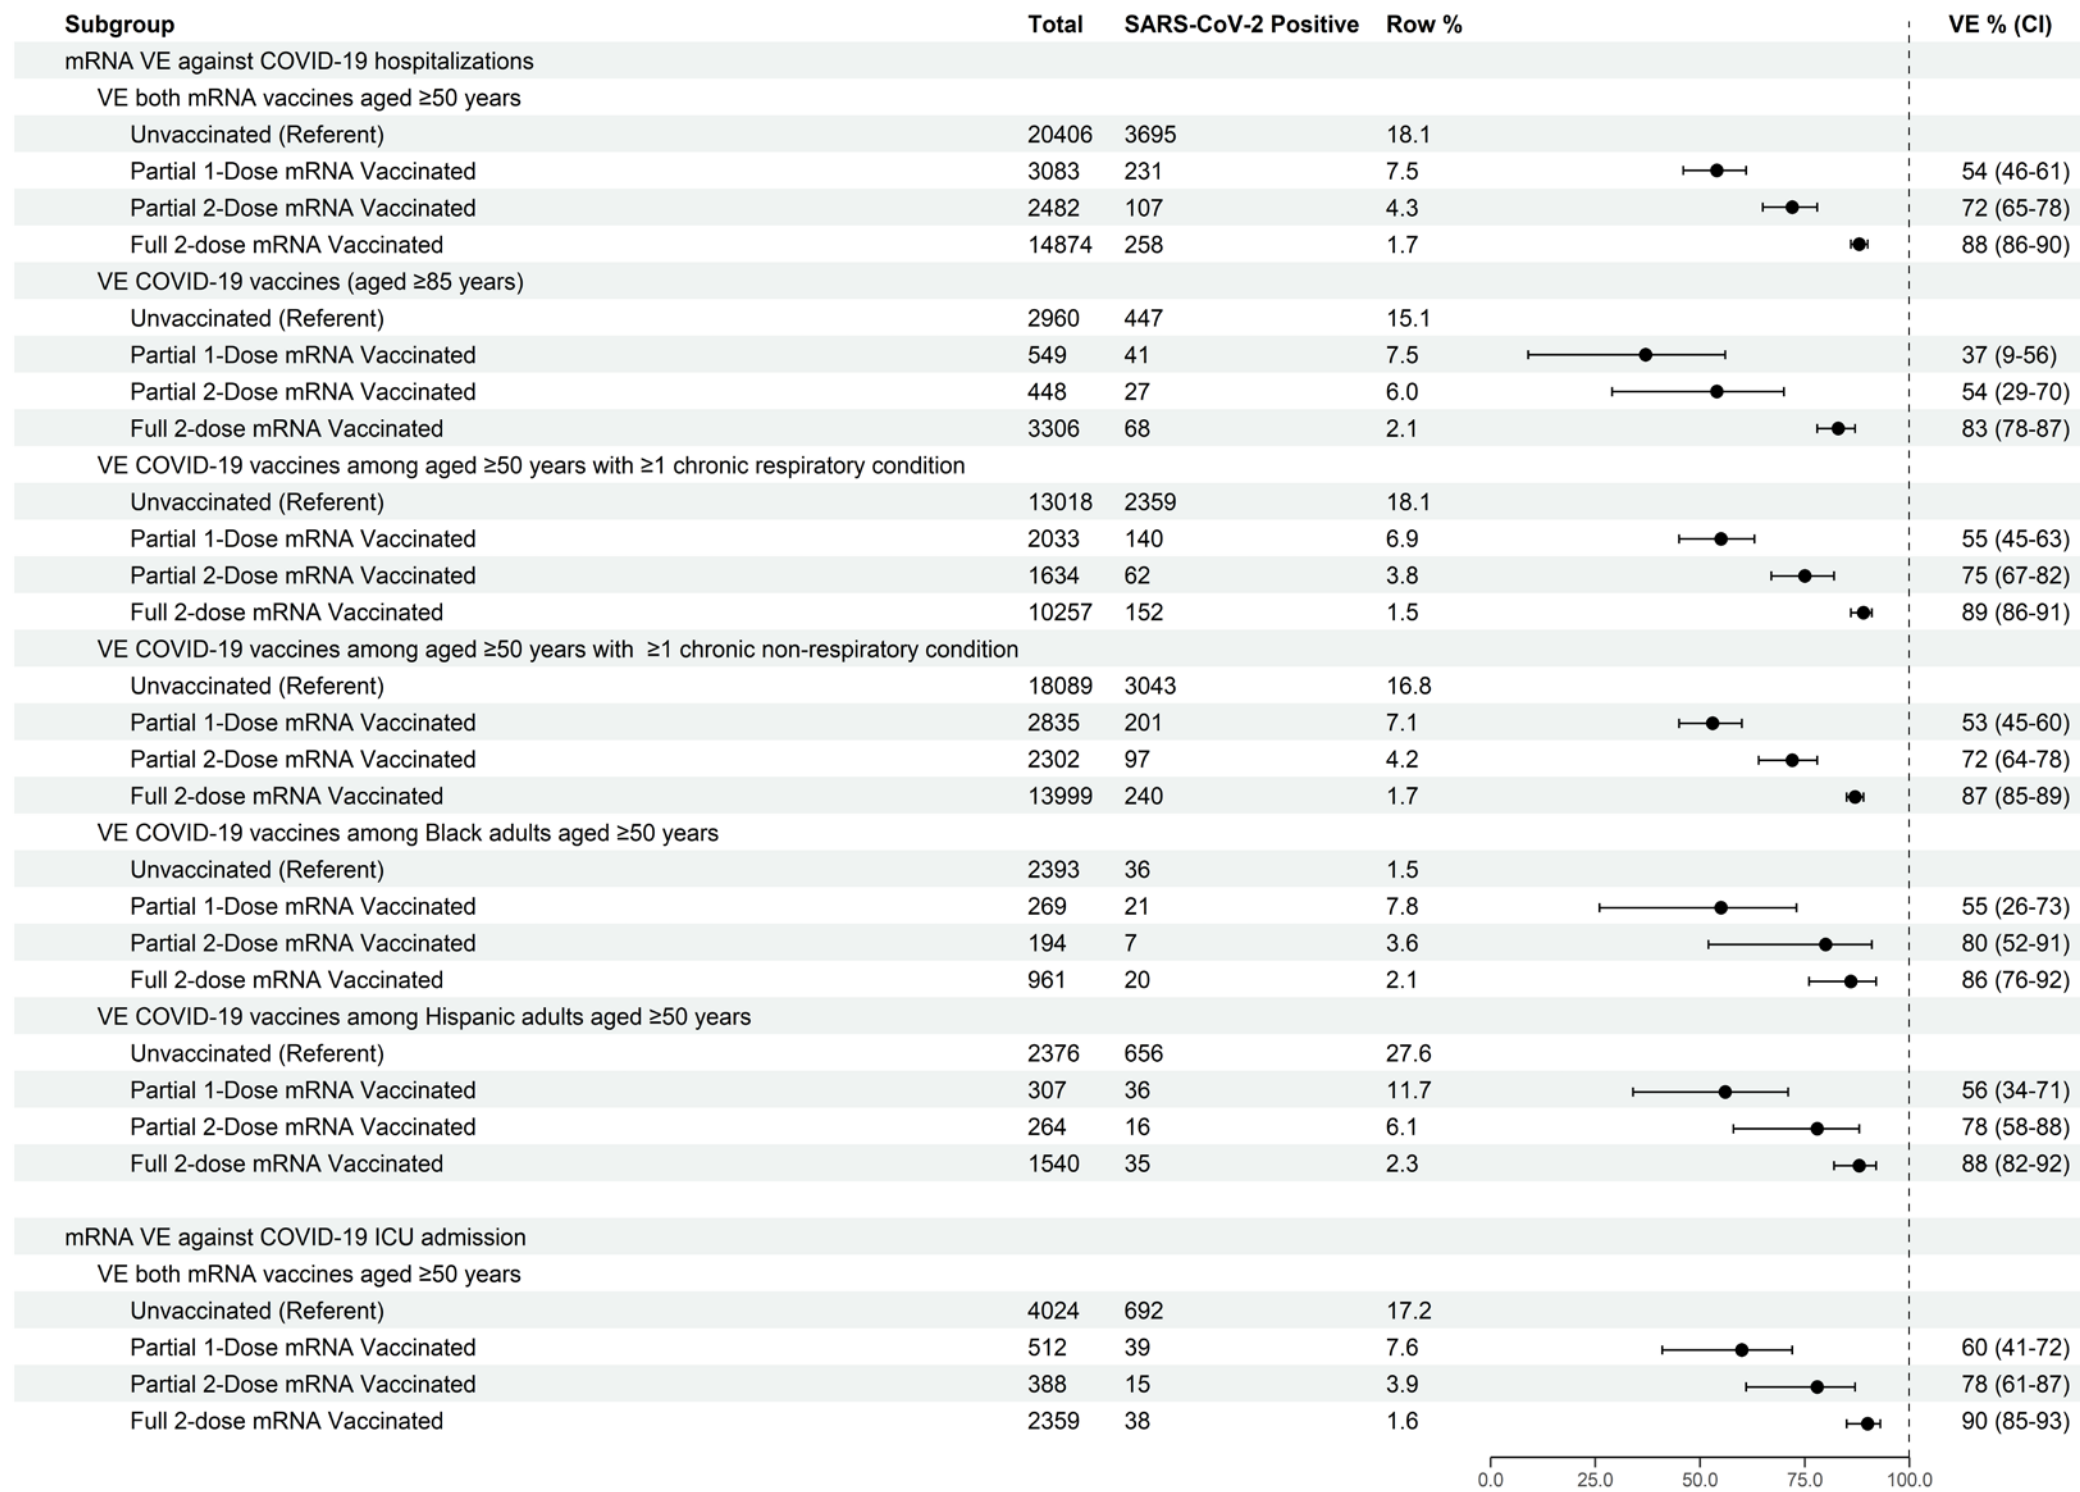 Subgroup Total SARS-CoV-2 Positive Row % VE % (CI)
mRNA VE against COVID-19 hospitalizations
VE both mRNA vaccines aged ≥50 years
Unvaccinated (Referent) 20406 3695 18.1
Partial 1-Dose mRNA Vaccinated 3083 231 7.5 54 (46-61)
Partial 2-Dose mRNA Vaccinated 2482 107 4.3 72 (65-78)
Full 2-dose mRNA Vaccinated 14874 258 1.7 88 (86-90)
VE COVID-19 vaccines (aged ≥85 years)
Unvaccinated (Referent) 2960 447 15.1
Partial 1-Dose mRNA Vaccinated 549 41 7.5 37 (9-56)
Partial 2-Dose mRNA Vaccinated 448 27 6.0 54 (29-70)
Full 2-dose mRNA Vaccinated 3306 68 2.1 83 (78-87)
VE COVID-19 vaccines among aged ≥50 years with ≥1 chronic respiratory condition
Unvaccinated (Referent) 13018 2359 18.1
Partial 1-Dose mRNA Vaccinated 2033 140 6.9 55 (45-63)
Partial 2-Dose mRNA Vaccinated 1634 62 3.8 75 (67-82)
Full 2-dose mRNA Vaccinated 10257 152 1.5 89 (86-91)
VE COVID-19 vaccines among aged ≥50 years with ≥1 chronic non-respiratory condition
Unvaccinated (Referent) 18089 3043 16.8
Partial 1-Dose mRNA Vaccinated 2835 201 7.1 53 (45-60)
Partial 2-Dose mRNA Vaccinated 2302 97 4.2 72 (64-78)
Full 2-dose mRNA Vaccinated 13999 240 1.7 87 (85-89)
VE COVID-19 vaccines among Black adults aged ≥50 years
Unvaccinated (Referent) 2393 36 1.5
Partial 1-Dose mRNA Vaccinated 269 21 7.8 55 (26-73)
Partial 2-Dose mRNA Vaccinated 194 7 3.6 80 (52-91)
Full 2-dose mRNA Vaccinated 961 20 2.1 86 (76-92)
VE COVID-19 vaccines among Hispanic adults aged ≥50 years
Unvaccinated (Referent) 2376 656 27.6
Partial 1-Dose mRNA Vaccinated 307 36 11.7 56 (34-71)
Partial 2-Dose mRNA Vaccinated 264 16 6.1 78 (58-88)
Full 2-dose mRNA Vaccinated 1540 35 2.3 88 (82-92)
mRNA VE against COVID-19 ICU admission
VE both mRNA vaccines aged ≥50 years
Unvaccinated (Referent) 4024 692 17.2
Partial 1-Dose mRNA Vaccinated 512 39 7.6 60 (41-72)
Partial 2-Dose mRNA Vaccinated 388 15 3.9 78 (61-87)
Full 2-dose mRNA Vaccinated 2359 38 1.6 90 (85-93)
0.0 25.0 50.0 75.0 100.0